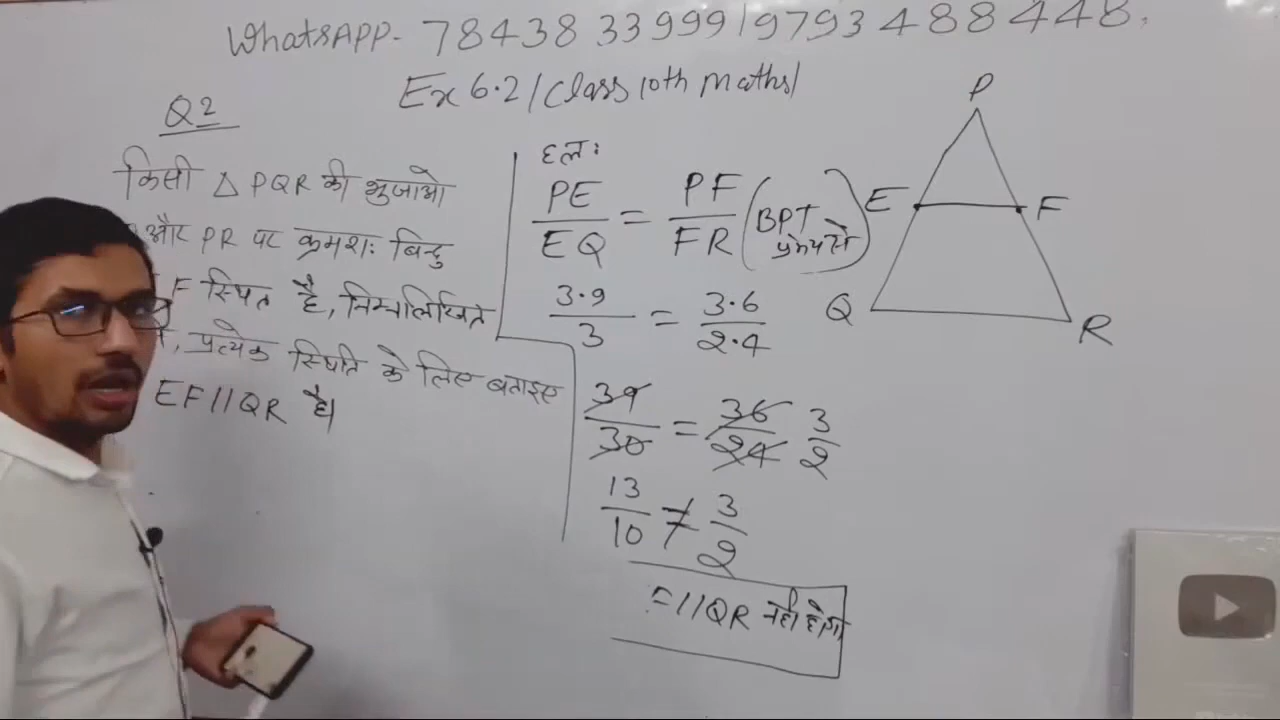 WhatsAPP- 7843833999/9793488448.
Ex 6.2/Class 10th Maths/
Q2
किसी △ PQR की भुजाओ
और PR पर क्रमशः बिन्दु
F स्थित है, निम्नलिखित
, प्रत्येक स्थिति के लिए बताइए
EF//QR है।
हल:
PE/EQ = PF/FR (BPT प्रमेय से)
3.9/3 = 3.6/2.4
39/30 = 36/24 3/2
13/10 ≠ 3/2
//QR नही होगा
P
E F
Q R